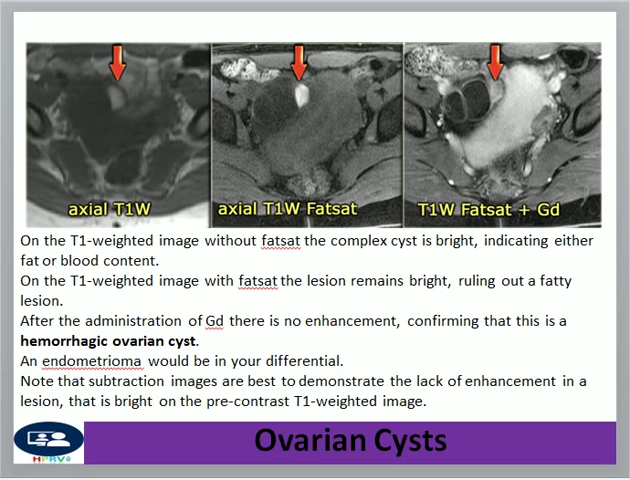 axial T1W
axial T1W Fatsat
T1W Fatsat + Gd
On the T1-weighted image without fatsat the complex cyst is bright, indicating either
fat or blood content.
On the T1-weighted image with fatsat the lesion remains bright, ruling out a fatty
lesion.
After the administration of Gd there is no enhancement, confirming that this is a
hemorrhagic ovarian cyst.
An endometrioma would be in your differential.
Note that subtraction images are best to demonstrate the lack of enhancement in a
lesion, that is bright on the pre-contrast T1-weighted image.
Ovarian Cysts
HPRV